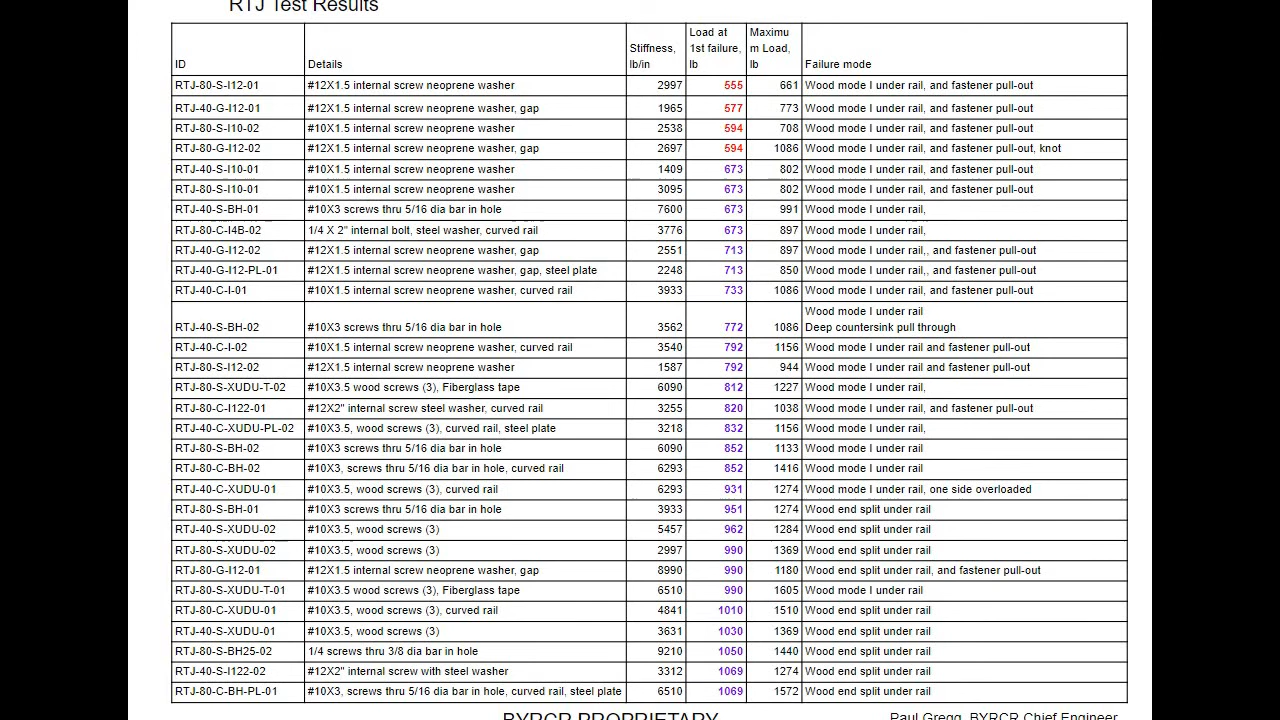 RTJ Test Results
ID Details Stiffness, lb/in Load at 1st failure, lb Maximu m Load, lb Failure mode
RTJ-80-S-I12-01 #12X1.5 internal screw neoprene washer 2997 555 661 Wood mode I under rail, and fastener pull-out
RTJ-40-G-I12-01 #12X1.5 internal screw neoprene washer, gap 1965 577 773 Wood mode I under rail, and fastener pull-out
RTJ-80-S-I10-02 #10X1.5 internal screw neoprene washer 2538 594 708 Wood mode I under rail, and fastener pull-out
RTJ-80-G-I12-02 #12X1.5 internal screw neoprene washer, gap 2697 594 1086 Wood mode I under rail, and fastener pull-out, knot
RTJ-40-S-I10-01 #10X1.5 internal screw neoprene washer 1409 673 802 Wood mode I under rail, and fastener pull-out
RTJ-80-S-I10-01 #10X1.5 internal screw neoprene washer 3095 673 802 Wood mode I under rail, and fastener pull-out
RTJ-40-S-BH-01 #10X3 screws thru 5/16 dia bar in hole 7600 673 991 Wood mode I under rail,
RTJ-80-C-I4B-02 1/4 X 2" internal bolt, steel washer, curved rail 3776 673 897 Wood mode I under rail,
RTJ-40-G-I12-02 #12X1.5 internal screw neoprene washer, gap 2551 713 897 Wood mode I under rail,, and fastener pull-out
RTJ-40-G-I12-PL-01 #12X1.5 internal screw neoprene washer, gap, steel plate 2248 713 850 Wood mode I under rail,, and fastener pull-out
RTJ-40-C-I-01 #10X1.5 internal screw neoprene washer, curved rail 3933 733 1086 Wood mode I under rail, and fastener pull-out
Wood mode I under rail
RTJ-40-S-BH-02 #10X3 screws thru 5/16 dia bar in hole 3562 772 1086 Deep countersink pull through
RTJ-40-C-I-02 #10X1.5 internal screw neoprene washer, curved rail 3540 792 1156 Wood mode I under rail and fastener pull-out
RTJ-80-S-I12-02 #12X1.5 internal screw neoprene washer 1587 792 944 Wood mode I under rail and fastener pull-out
RTJ-80-S-XUDU-T-02 #10X3.5 wood screws (3), Fiberglass tape 6090 812 1227 Wood mode I under rail,
RTJ-80-C-I122-01 #12X2" internal screw steel washer, curved rail 3255 820 1038 Wood mode I under rail, and fastener pull-out
RTJ-40-C-XUDU-PL-02 #10X3.5, wood screws (3), curved rail, steel plate 3218 832 1156 Wood mode I under rail,
RTJ-80-S-BH-02 #10X3 screws thru 5/16 dia bar in hole 6090 852 1133 Wood mode I under rail
RTJ-80-C-BH-02 #10X3, screws thru 5/16 dia bar in hole, curved rail 6293 852 1416 Wood mode I under rail
RTJ-40-C-XUDU-01 #10X3.5, wood screws (3), curved rail 6293 931 1274 Wood mode I under rail, one side overloaded
RTJ-80-S-BH-01 #10X3 screws thru 5/16 dia bar in hole 3933 951 1274 Wood end split under rail
RTJ-40-S-XUDU-02 #10X3.5, wood screws (3) 5457 962 1284 Wood end split under rail
RTJ-80-S-XUDU-02 #10X3.5, wood screws (3) 2997 990 1369 Wood end split under rail
RTJ-80-G-I12-01 #12X1.5 internal screw neoprene washer, gap 8990 990 1180 Wood end split under rail, and fastener pull-out
RTJ-80-S-XUDU-T-01 #10X3.5 wood screws (3), Fiberglass tape 6510 990 1605 Wood mode I under rail
RTJ-80-C-XUDU-01 #10X3.5 wood screws (3), curved rail 4841 1010 1510 Wood end split under rail
RTJ-40-S-XUDU-01 #10X3.5, wood screws (3) 3631 1030 1369 Wood end split under rail
RTJ-80-S-BH25-02 1/4 screws thru 3/8 dia bar in hole 9210 1050 1440 Wood end split under rail
RTJ-40-S-I122-02 #12X2" internal screw with steel washer 3312 1069 1274 Wood end split under rail
RTJ-80-C-BH-PL-01 #10X3, screws thru 5/16 dia bar in hole, curved rail, steel plate 6510 1069 1572 Wood end split under rail
BYRCR PROPRIETARY Paul Gregg, BYRCR Chief Engineer